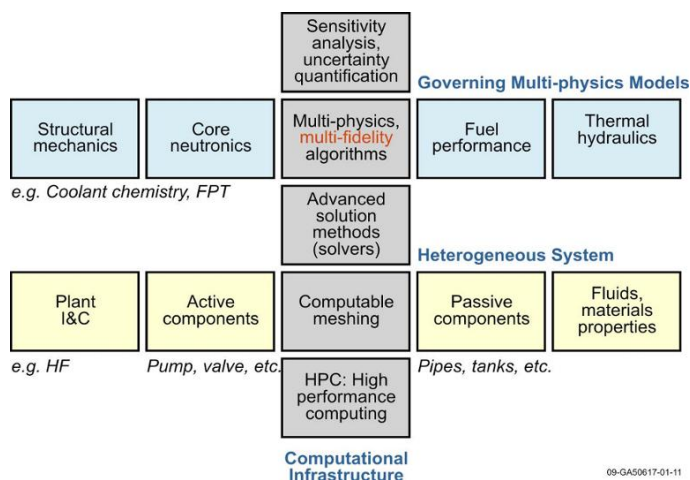 Sensitivity
analysis,
uncertainty
quantification
Governing Multi-physics Models
Structural
mechanics
Core
neutronics
Multi-physics,
multi-fidelity
algorithms
Fuel
performance
Thermal
hydraulics
e.g. Coolant chemistry, FPT
Advanced
solution
methods
(solvers)
Heterogeneous System
Plant
I&C
Active
components
Computable
meshing
Passive
components
Fluids,
materials
properties
e.g. HF
Pump, valve, etc.
Pipes, tanks, etc.
HPC: High
performance
computing
Computational
Infrastructure
09-GA50617-01-11